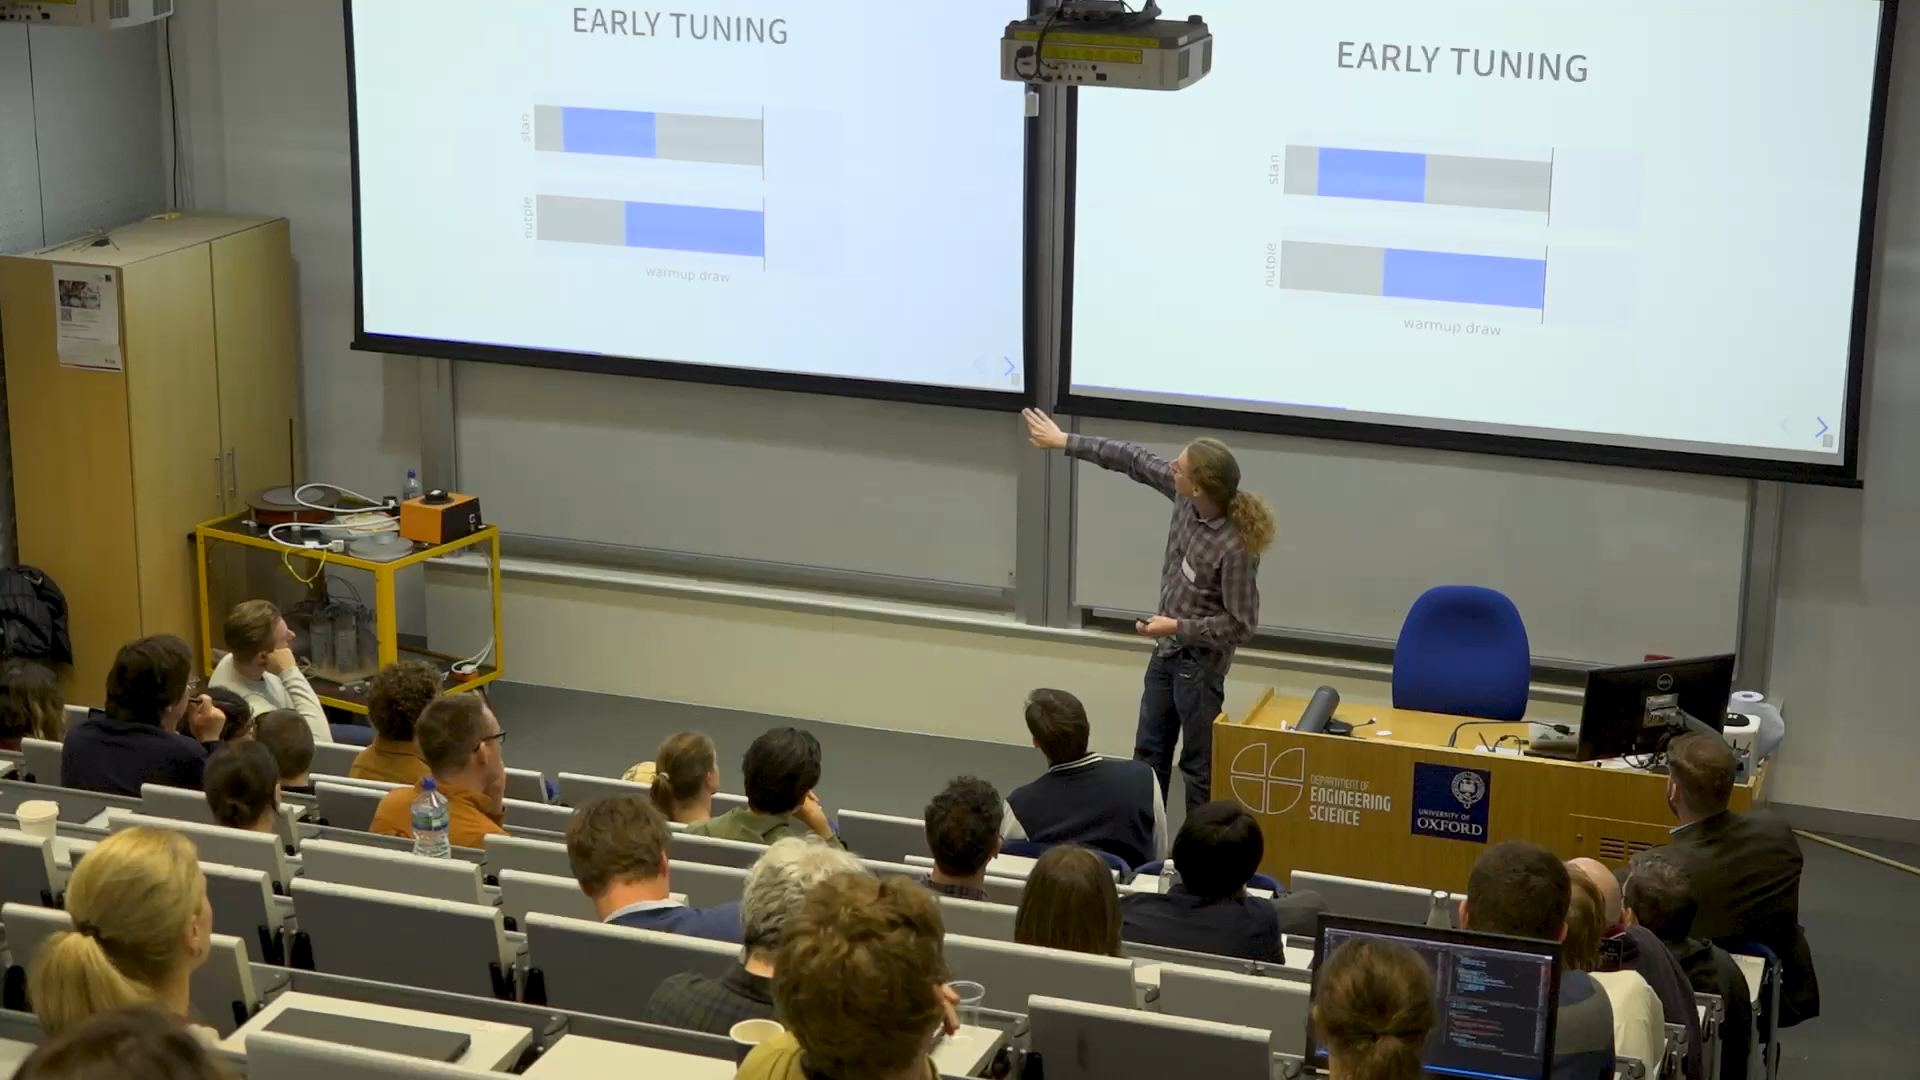 EARLY TUNING
stan
nutpie
warmup draw
EARLY TUNING
stan
nutpie
warmup draw
DEPARTMENT OF
ENGINEERING
SCIENCE
UNIVERSITY OF
OXFORD
DELL